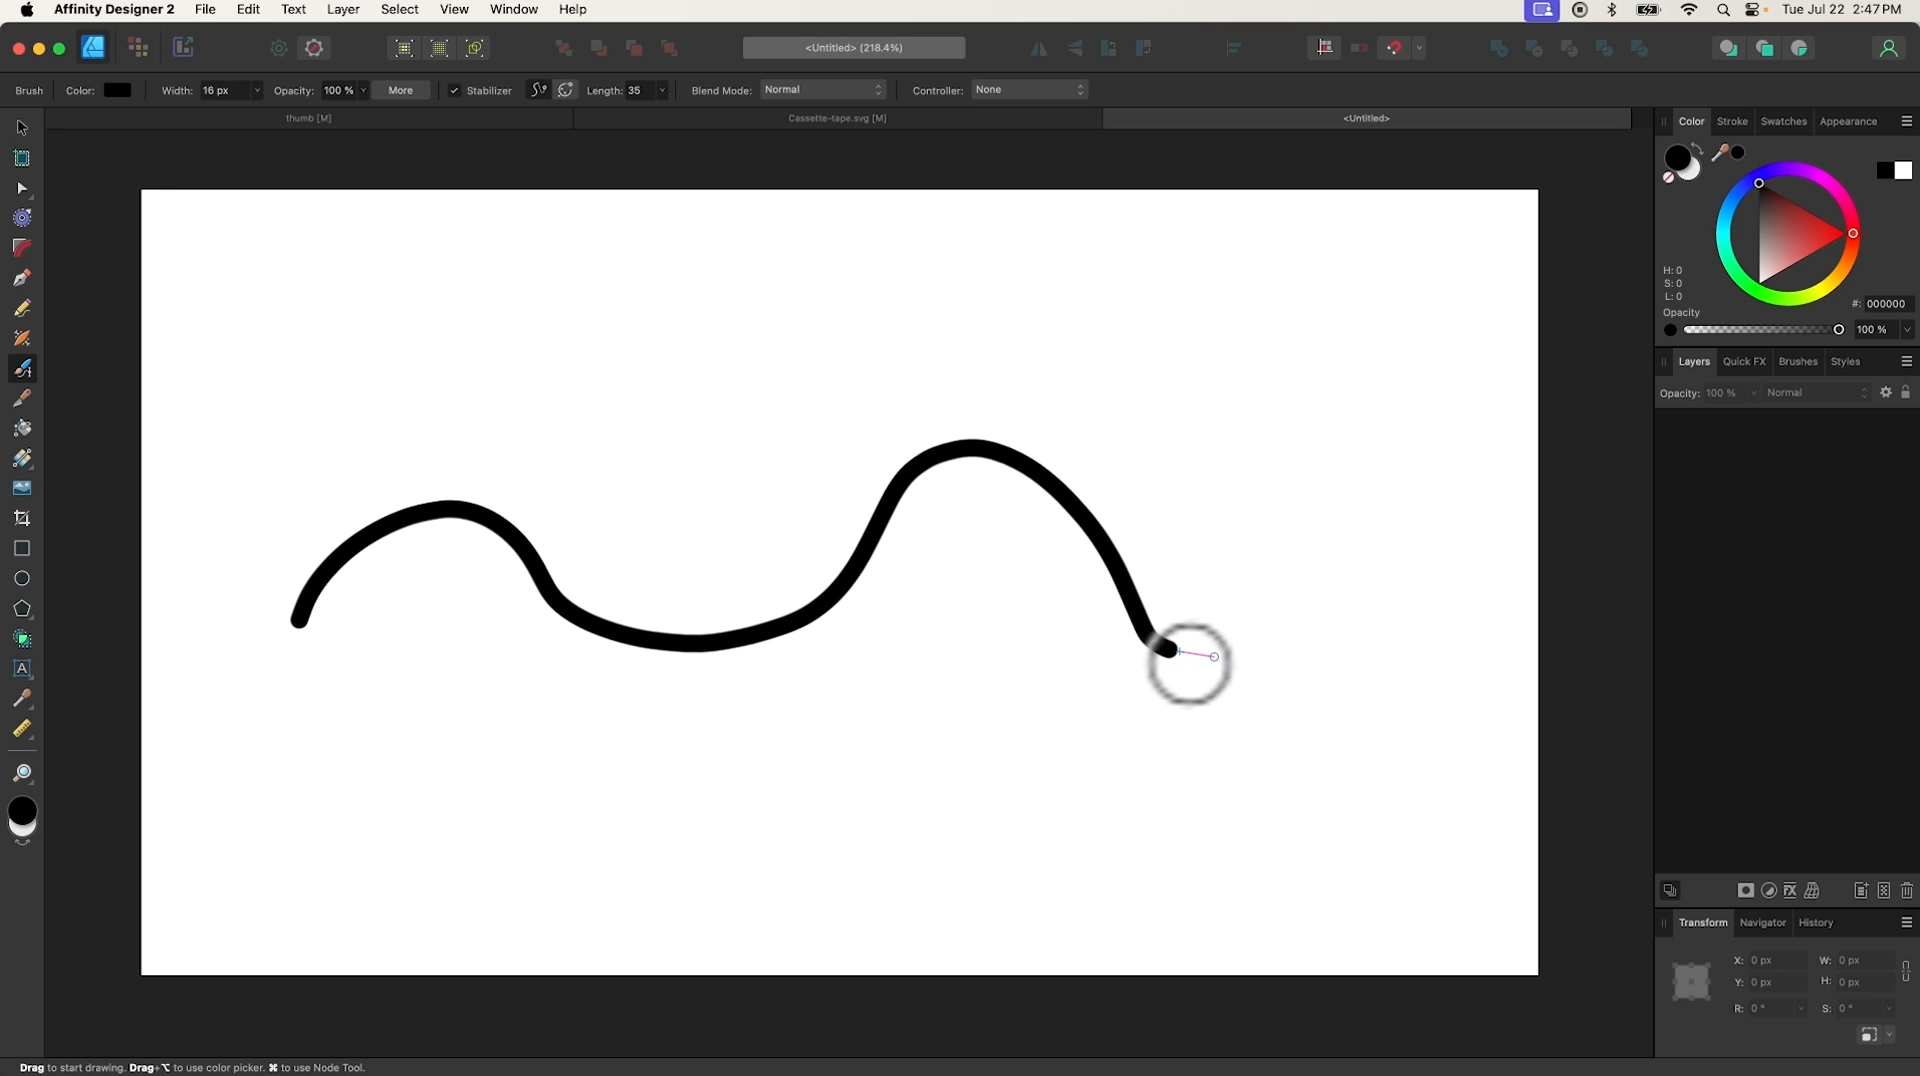 Affinity Designer 2 File Edit Text Layer Select View Window Help Tue Jul 22 2:47 PM
<Untitled> (218.4%)
Brush Color: Width: 16 px Opacity: 100 % More Stabilizer Length: 35 Blend Mode: Normal Controller: None
thumb [M] Cassette-tape.svg [M] <Untitled>
Color Stroke Swatches Appearance
H: 0
S: 0
L: 0
#: 000000
Opacity
100 %
Layers Quick FX Brushes Styles
Opacity: 100 % Normal
Transform Navigator History
X: 0 px W: 0 px
Y: 0 px H: 0 px
R: 0 ° S: 0 °
Drag to start drawing. Drag+⌥ to use color picker. ⌘ to use Node Tool.